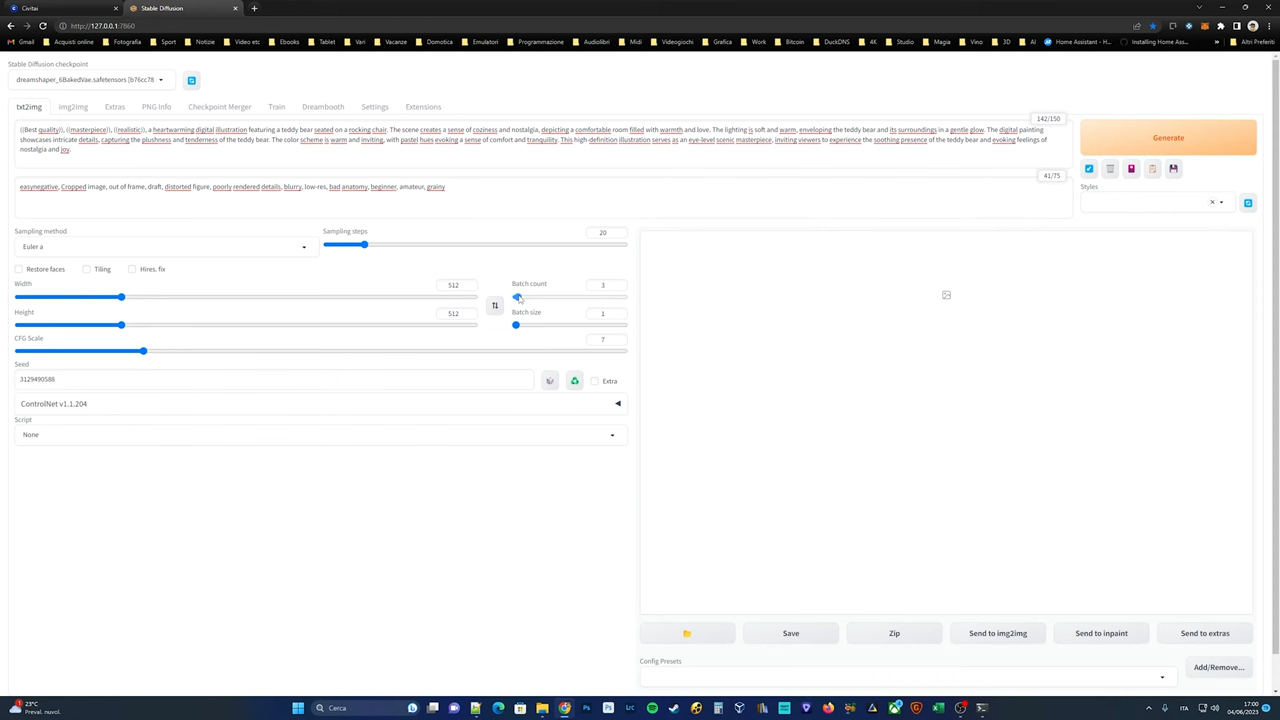 Civitai
Stable Diffusion
http://127.0.0.1:7860
Gmail Acquisti online Fotografia Sport Notizie Video etc Ebooks Tablet Vari Vacanze Domotica Emulatori Programmazione Audiolibri Midi Videogiochi Grafica Work Bitcoin DuckDNS 4K Studio Magia Vino 3D AI Home Assistant - H... Installing Home Ass... » Altri Preferiti
Stable Diffusion checkpoint
dreamshaper_6BakedVae.safetensors [b76cc78
txt2img img2img Extras PNG Info Checkpoint Merger Train Dreambooth Settings Extensions
142/150
((Best quality)), ((masterpiece)), ((realistic)), a heartwarming digital illustration featuring a teddy bear seated on a rocking chair. The scene creates a sense of coziness and nostalgia, depicting a comfortable room filled with warmth and love. The lighting is soft and warm, enveloping the teddy bear and its surroundings in a gentle glow. The digital painting
showcases intricate details, capturing the plushness and tenderness of the teddy bear. The color scheme is warm and inviting, with pastel hues evoking a sense of comfort and tranquility. This high-definition illustration serves as an eye-level scenic masterpiece, inviting viewers to experience the soothing presence of the teddy bear and evoking feelings of
nostalgia and joy.
Generate
41/75
easynegative, Cropped image, out of frame, draft, distorted figure, poorly rendered details, blurry, low-res, bad anatomy, beginner, amateur, grainy
Styles
Sampling method
Euler a
Sampling steps
20
Restore faces Tiling Hires. fix
Width
512
Batch count
3
Height
512
Batch size
1
CFG Scale
7
Seed
3129490588
Extra
ControlNet v1.1.204
Script
None
Save Zip Send to img2img Send to inpaint Send to extras
Config Presets
Add/Remove...
23°C
Preval. nuvol.
Cerca
ITA
17:00
04/06/2023